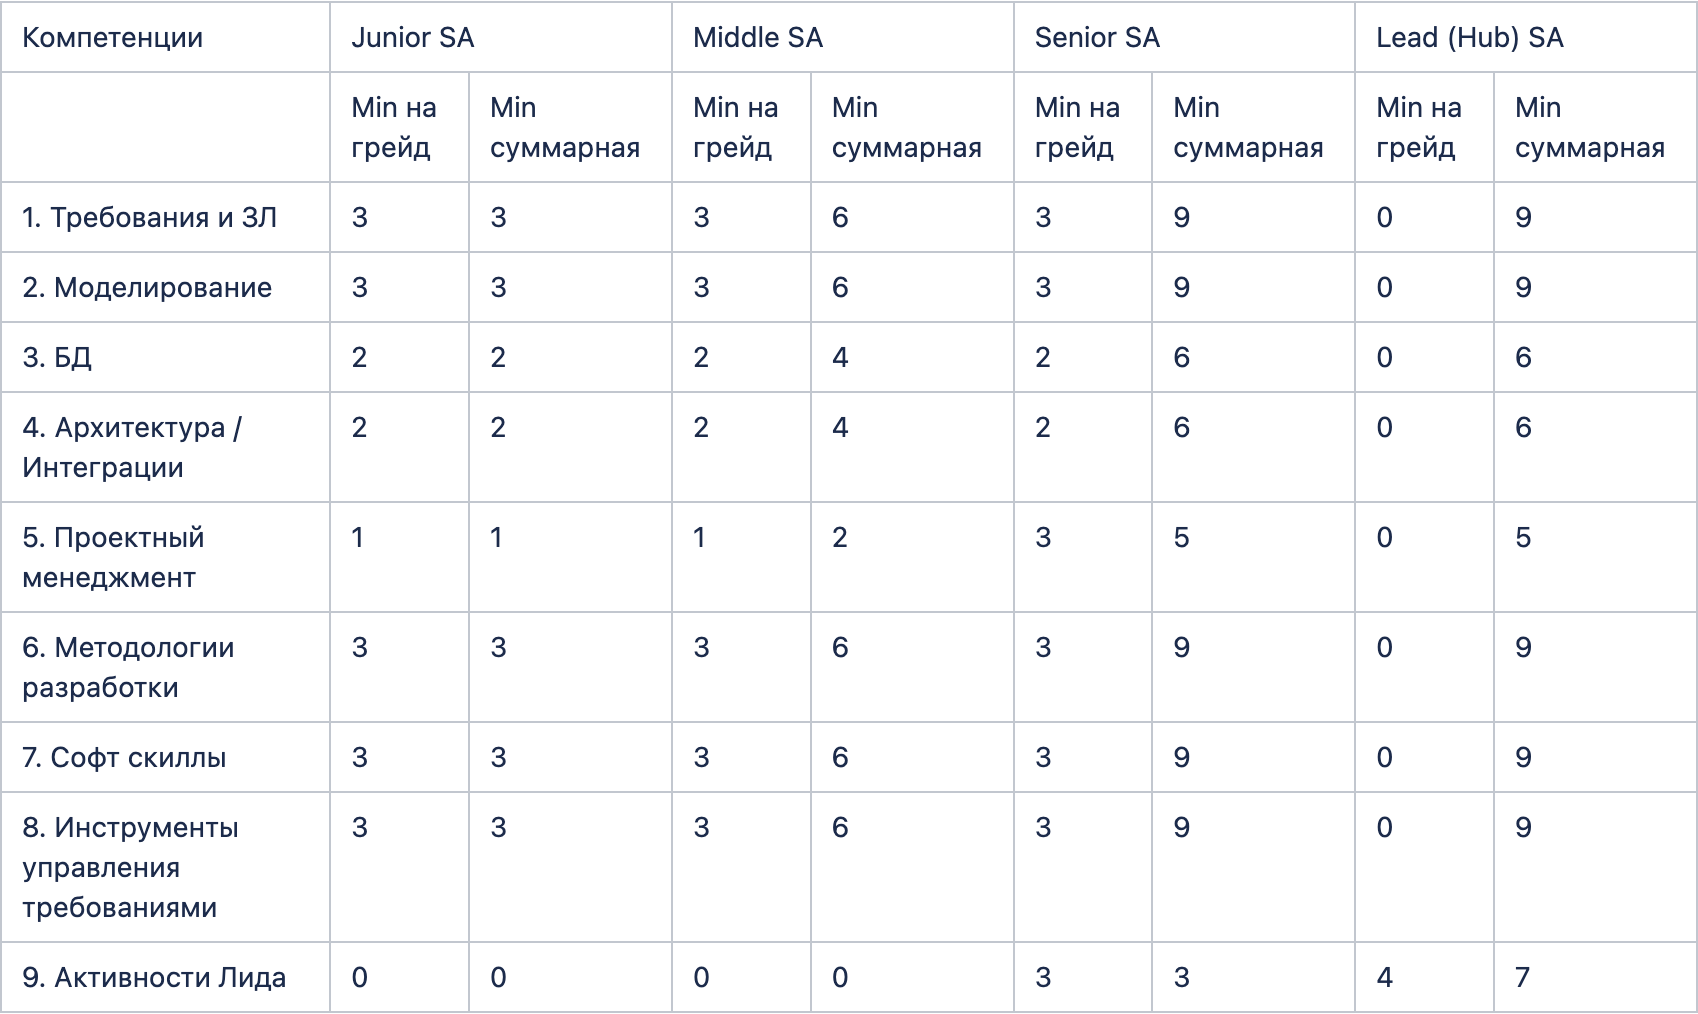 Компетенции Junior SA Middle SA Senior SA Lead (Hub) SA
Min на грейд Min суммарная Min на грейд Min суммарная Min на грейд Min суммарная Min на грейд Min суммарная
1. Требования и ЗЛ 3 3 3 6 3 9 0 9
2. Моделирование 3 3 3 6 3 9 0 9
3. БД 2 2 2 4 2 6 0 6
4. Архитектура / 2 2 2 4 2 6 0 6
Интеграции
5. Проектный 1 1 1 2 3 5 0 5
менеджмент
6. Методологии 3 3 3 6 3 9 0 9
разработки
7. Софт скиллы 3 3 3 6 3 9 0 9
8. Инструменты 3 3 3 6 3 9 0 9
управления
требованиями
9. Активности Лида 0 0 0 0 3 3 4 7